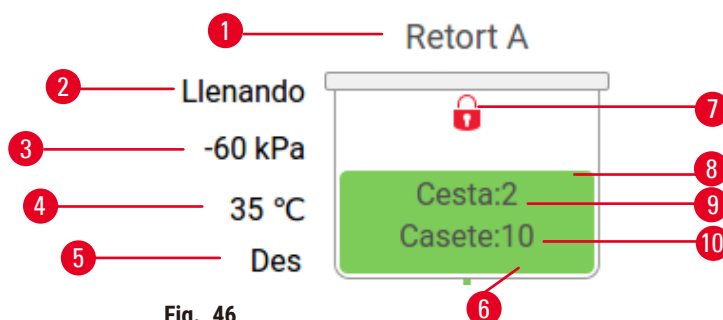 1 Retort A
2 Llenando
7
3 -60 kPa
8
Cesta:2 9
4 35 °C
Casete:10 10
5 Des
6
Fig. 46